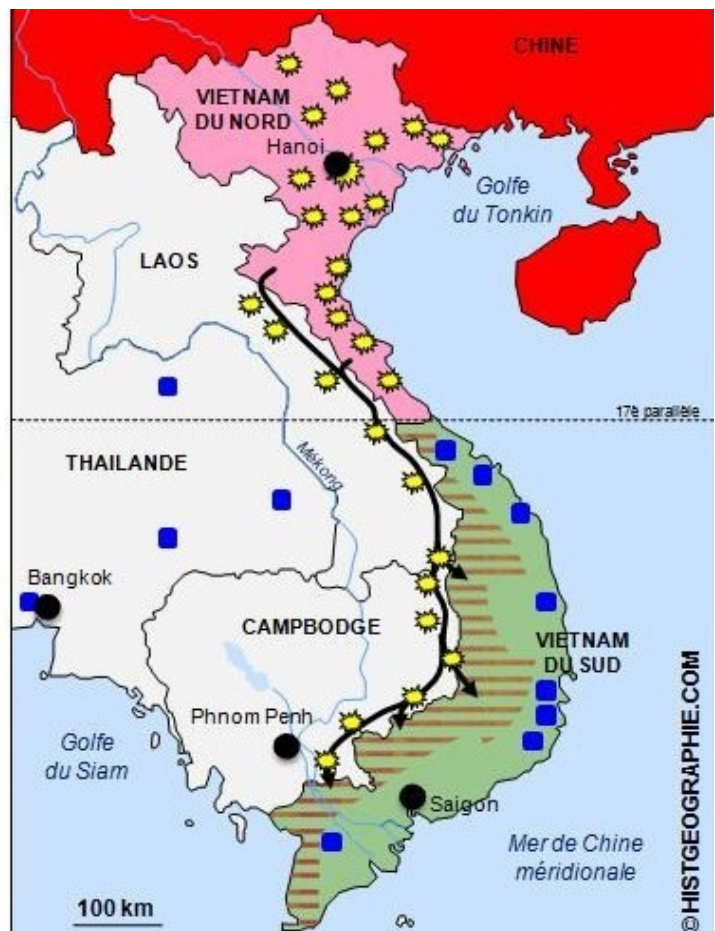 CHINE
VIETNAM
DU NORD
Hanoi
Golfe
du Tonkin
LAOS
17è parallèle
THAILANDE
Mékong
Bangkok
CAMPBODGE
VIETNAM
DU SUD
Phnom Penh
Golfe
du Siam
Saigon
Mer de Chine
méridionale
100 km
© HISTGEOGRAPHIE.COM